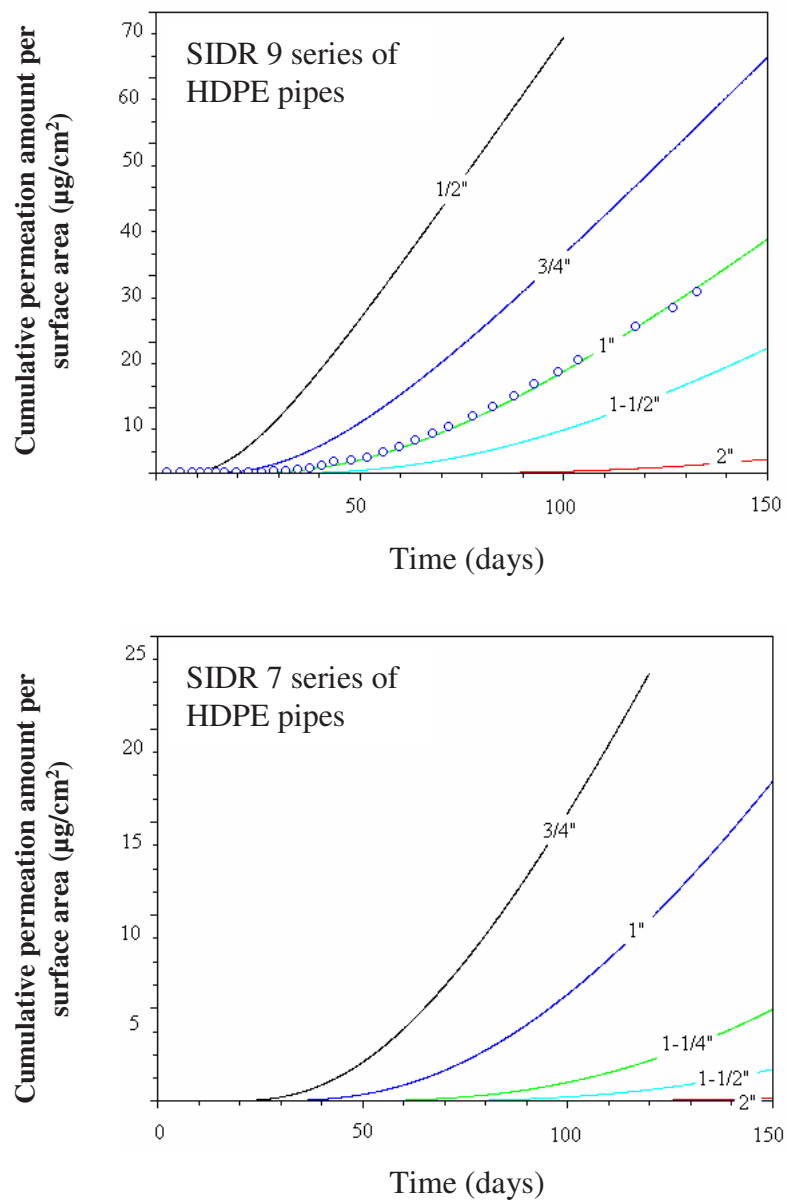 Cumulative permeation amount per
surface area (µg/cm²)
70
60
50
40
30
20
10
SIDR 9 series of
HDPE pipes
1/2"
3/4"
1"
1-1/2"
2"
50
100
150
Time (days)
Cumulative permeation amount per
surface area (µg/cm²)
25
20
15
10
5
SIDR 7 series of
HDPE pipes
3/4"
1"
1-1/4"
1-1/2"
2"
0
50
100
150
Time (days)